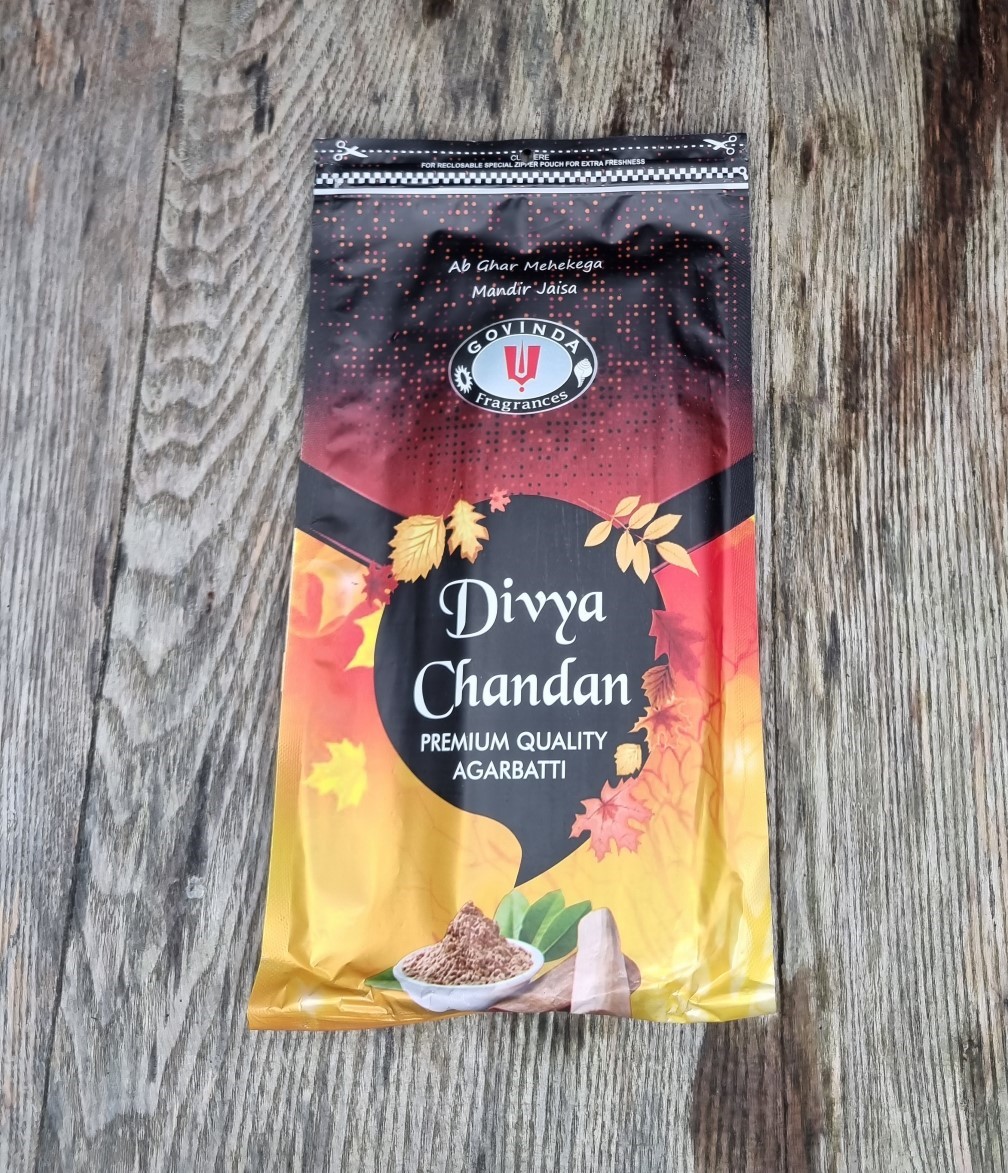 FOR RECLOSABLE SPECIAL ZIPPER POUCH FOR EXTRA FRESHNESS
Ab Ghar Mehekega
Mandir Jaisa
GOVINDA
Fragrances
Divya
Chandan
PREMIUM QUALITY
AGARBATTI